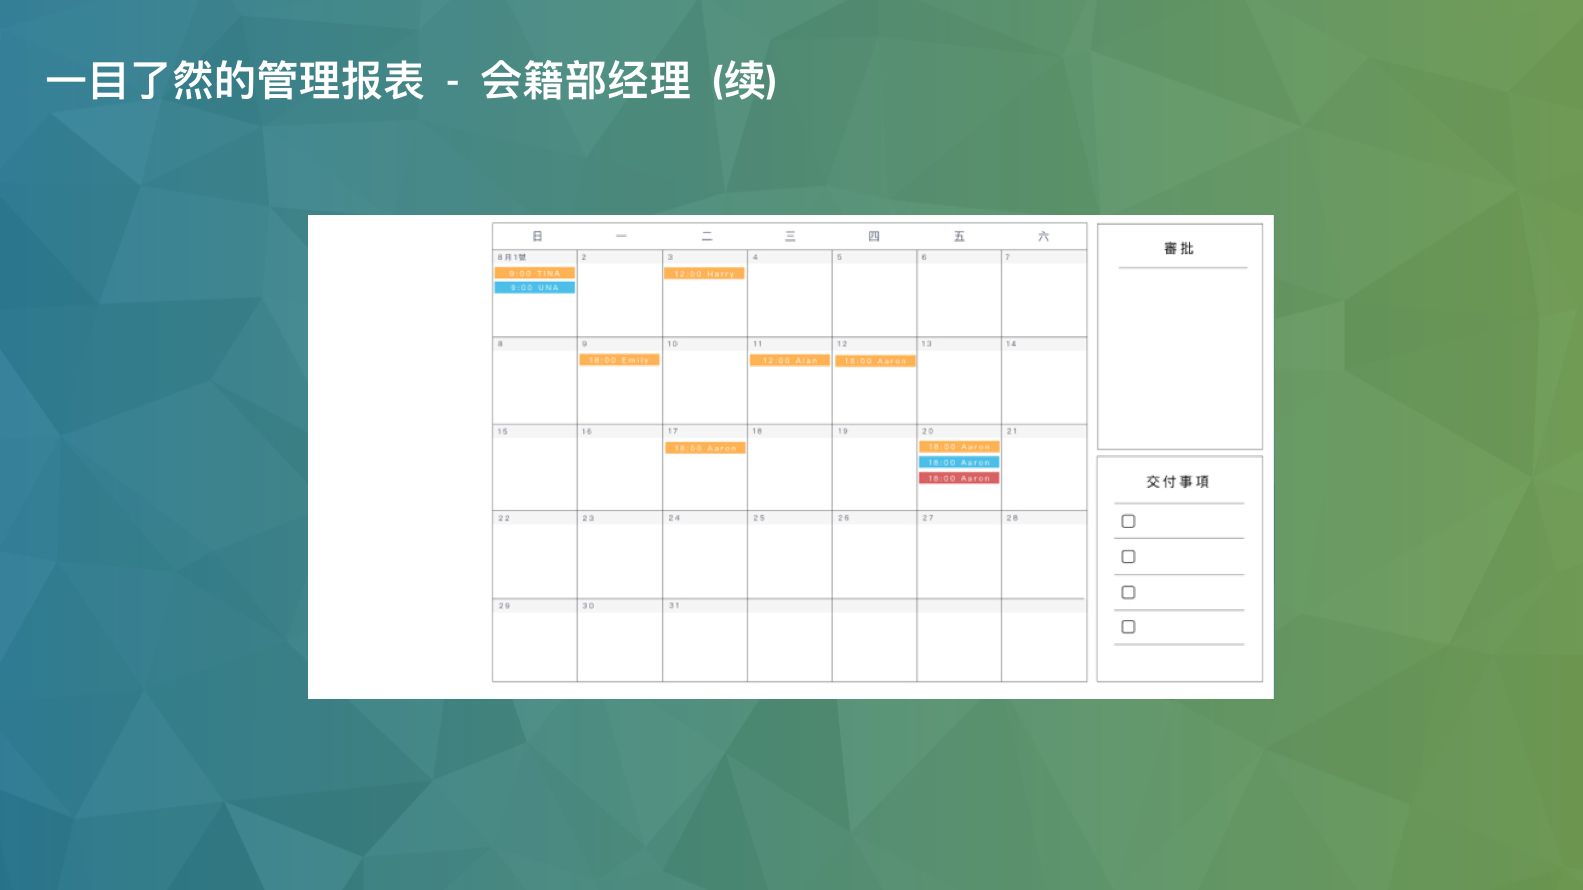 一目了然的管理报表 - 会籍部经理 (续)
日 一 二 三 四 五 六
8月1號 2 3 4 5 6 7
9:00 TINA 12:00 Harry
9:00 UNA
8 9 10 11 12 13 14
18:00 Emily 12:00 Alan 18:00 Aaron
15 16 17 18 19 20 21
18:00 Aaron 18:00 Aaron
18:00 Aaron
18:00 Aaron
22 23 24 25 26 27 28
29 30 31
審批
交付事項